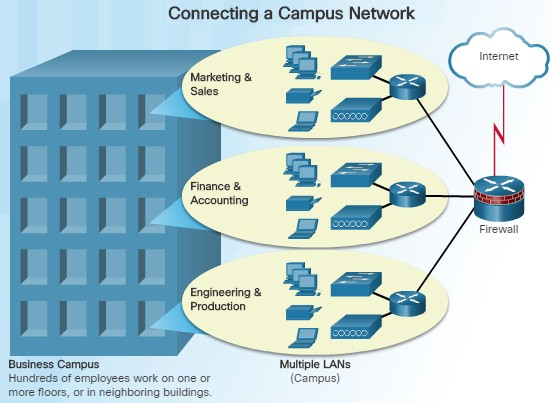 Connecting a Campus Network
Internet
Marketing &
Sales
Finance &
Accounting
Firewall
Engineering &
Production
Business Campus
Hundreds of employees work on one or
more floors, or in neighboring buildings.
Multiple LANs
(Campus)